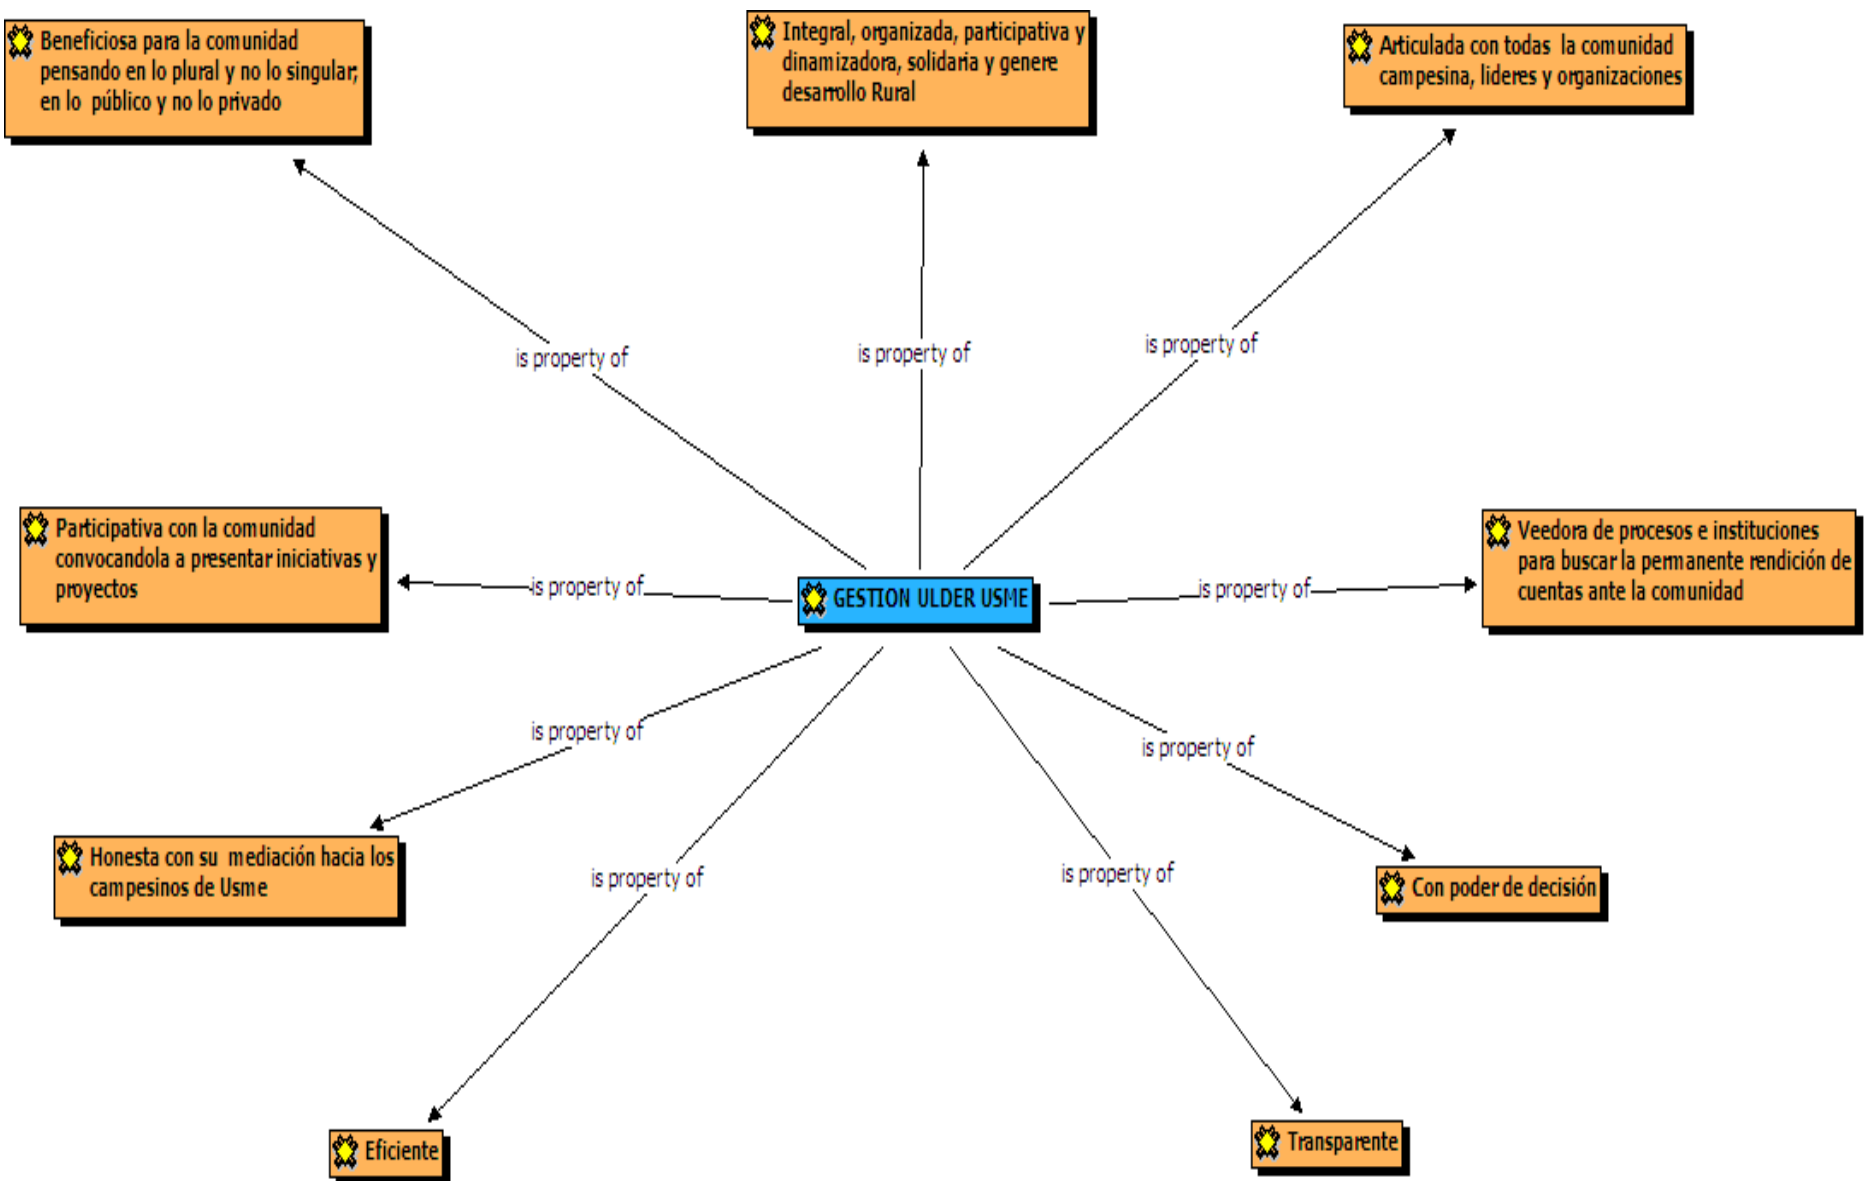 Beneficiosa para la comunidad
pensando en lo plural y no lo singular;
en lo público y no lo privado
Integral, organizada, participativa y
dinamizadora, solidaria y genere
desarrollo Rural
Articulada con todas la comunidad
campesina, lideres y organizaciones
is property of
is property of
is property of
Participativa con la comunidad
convocandola a presentar iniciativas y
proyectos
is property of
GESTION ULDER USME
is property of
Veedora de procesos e instituciones
para buscar la permanente rendición de
cuentas ante la comunidad
is property of
is property of
Honesta con su mediación hacia los
campesinos de Usme
is property of
is property of
Con poder de decisión
Eficiente
Transparente